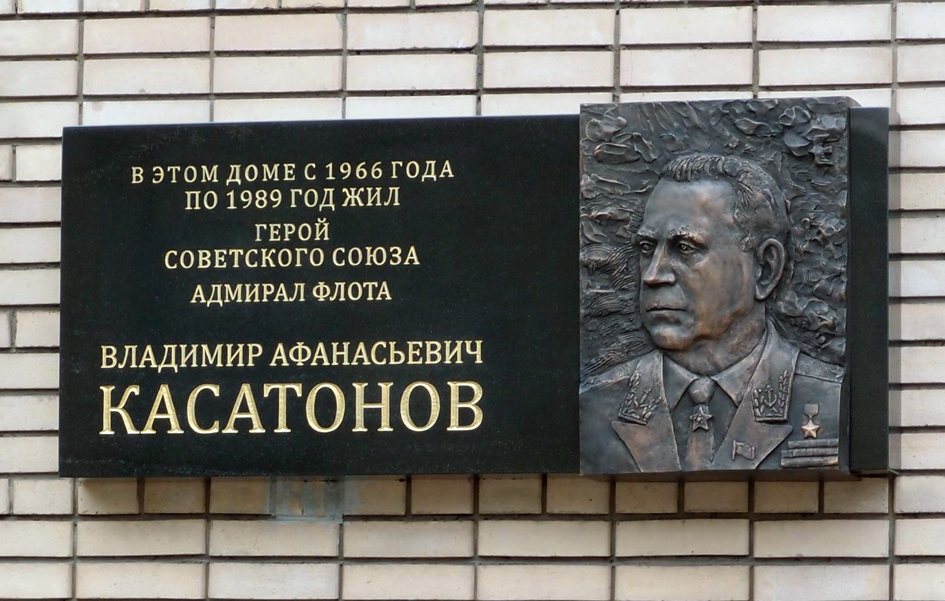 В ЭТОМ ДОМЕ С 1966 ГОДА
ПО 1989 ГОД ЖИЛ
ГЕРОЙ
СОВЕТСКОГО СОЮЗА
АДМИРАЛ ФЛОТА
ВЛАДИМИР АФАНАСЬЕВИЧ
КАСАТОНОВ